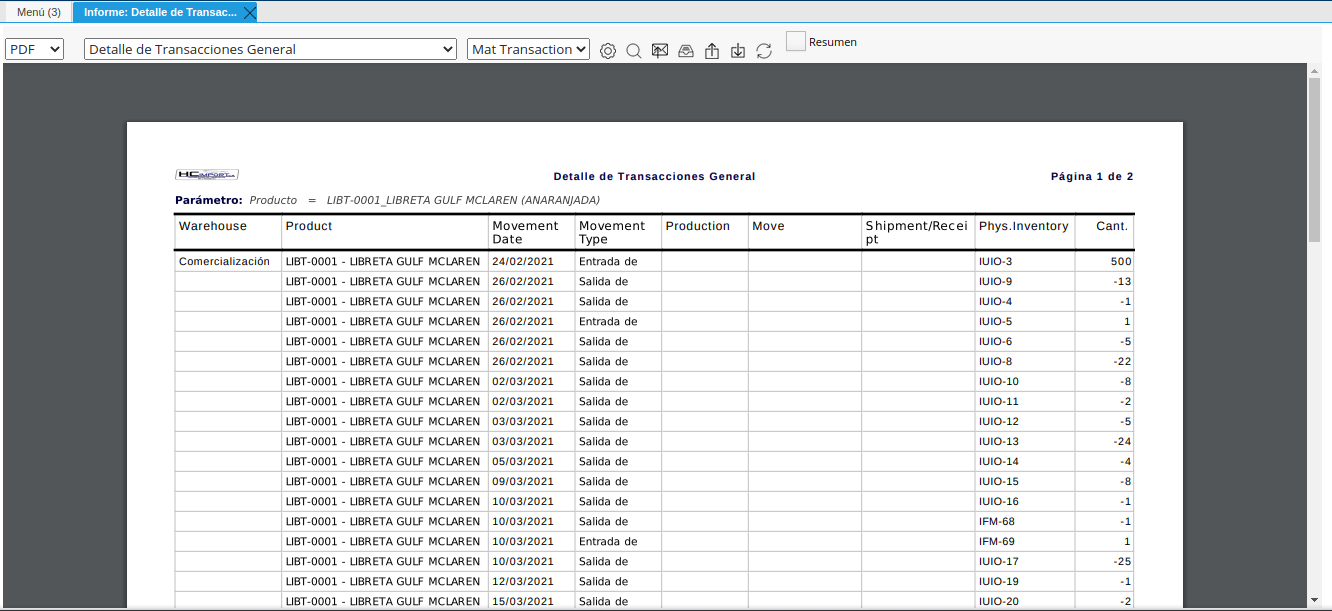 Menú (3) Informe: Detalle de Transac...
PDF Detalle de Transacciones General Mat Transaction Resumen
HC IMPORT Detalle de Transacciones General Página 1 de 2
Parámetro: Producto = LIBT-0001_LIBRETA GULF MCLAREN (ANARANJADA)
Warehouse Product Movement Date Movement Type Production Move Shipment/Receipt Phys.Inventory Cant.
Comercialización LIBT-0001 - LIBRETA GULF MCLAREN 24/02/2021 Entrada de IUIO-3 500
LIBT-0001 - LIBRETA GULF MCLAREN 26/02/2021 Salida de IUIO-9 -13
LIBT-0001 - LIBRETA GULF MCLAREN 26/02/2021 Salida de IUIO-4 -1
LIBT-0001 - LIBRETA GULF MCLAREN 26/02/2021 Entrada de IUIO-5 1
LIBT-0001 - LIBRETA GULF MCLAREN 26/02/2021 Salida de IUIO-6 -5
LIBT-0001 - LIBRETA GULF MCLAREN 26/02/2021 Salida de IUIO-8 -22
LIBT-0001 - LIBRETA GULF MCLAREN 02/03/2021 Salida de IUIO-10 -8
LIBT-0001 - LIBRETA GULF MCLAREN 02/03/2021 Salida de IUIO-11 -2
LIBT-0001 - LIBRETA GULF MCLAREN 03/03/2021 Salida de IUIO-12 -5
LIBT-0001 - LIBRETA GULF MCLAREN 03/03/2021 Salida de IUIO-13 -24
LIBT-0001 - LIBRETA GULF MCLAREN 05/03/2021 Salida de IUIO-14 -4
LIBT-0001 - LIBRETA GULF MCLAREN 09/03/2021 Salida de IUIO-15 -8
LIBT-0001 - LIBRETA GULF MCLAREN 10/03/2021 Salida de IUIO-16 -1
LIBT-0001 - LIBRETA GULF MCLAREN 10/03/2021 Salida de IFM-68 -1
LIBT-0001 - LIBRETA GULF MCLAREN 10/03/2021 Entrada de IFM-69 1
LIBT-0001 - LIBRETA GULF MCLAREN 10/03/2021 Salida de IUIO-17 -25
LIBT-0001 - LIBRETA GULF MCLAREN 12/03/2021 Salida de IUIO-19 -1
LIBT-0001 - LIBRETA GULF MCLAREN 15/03/2021 Salida de IUIO-20 -2